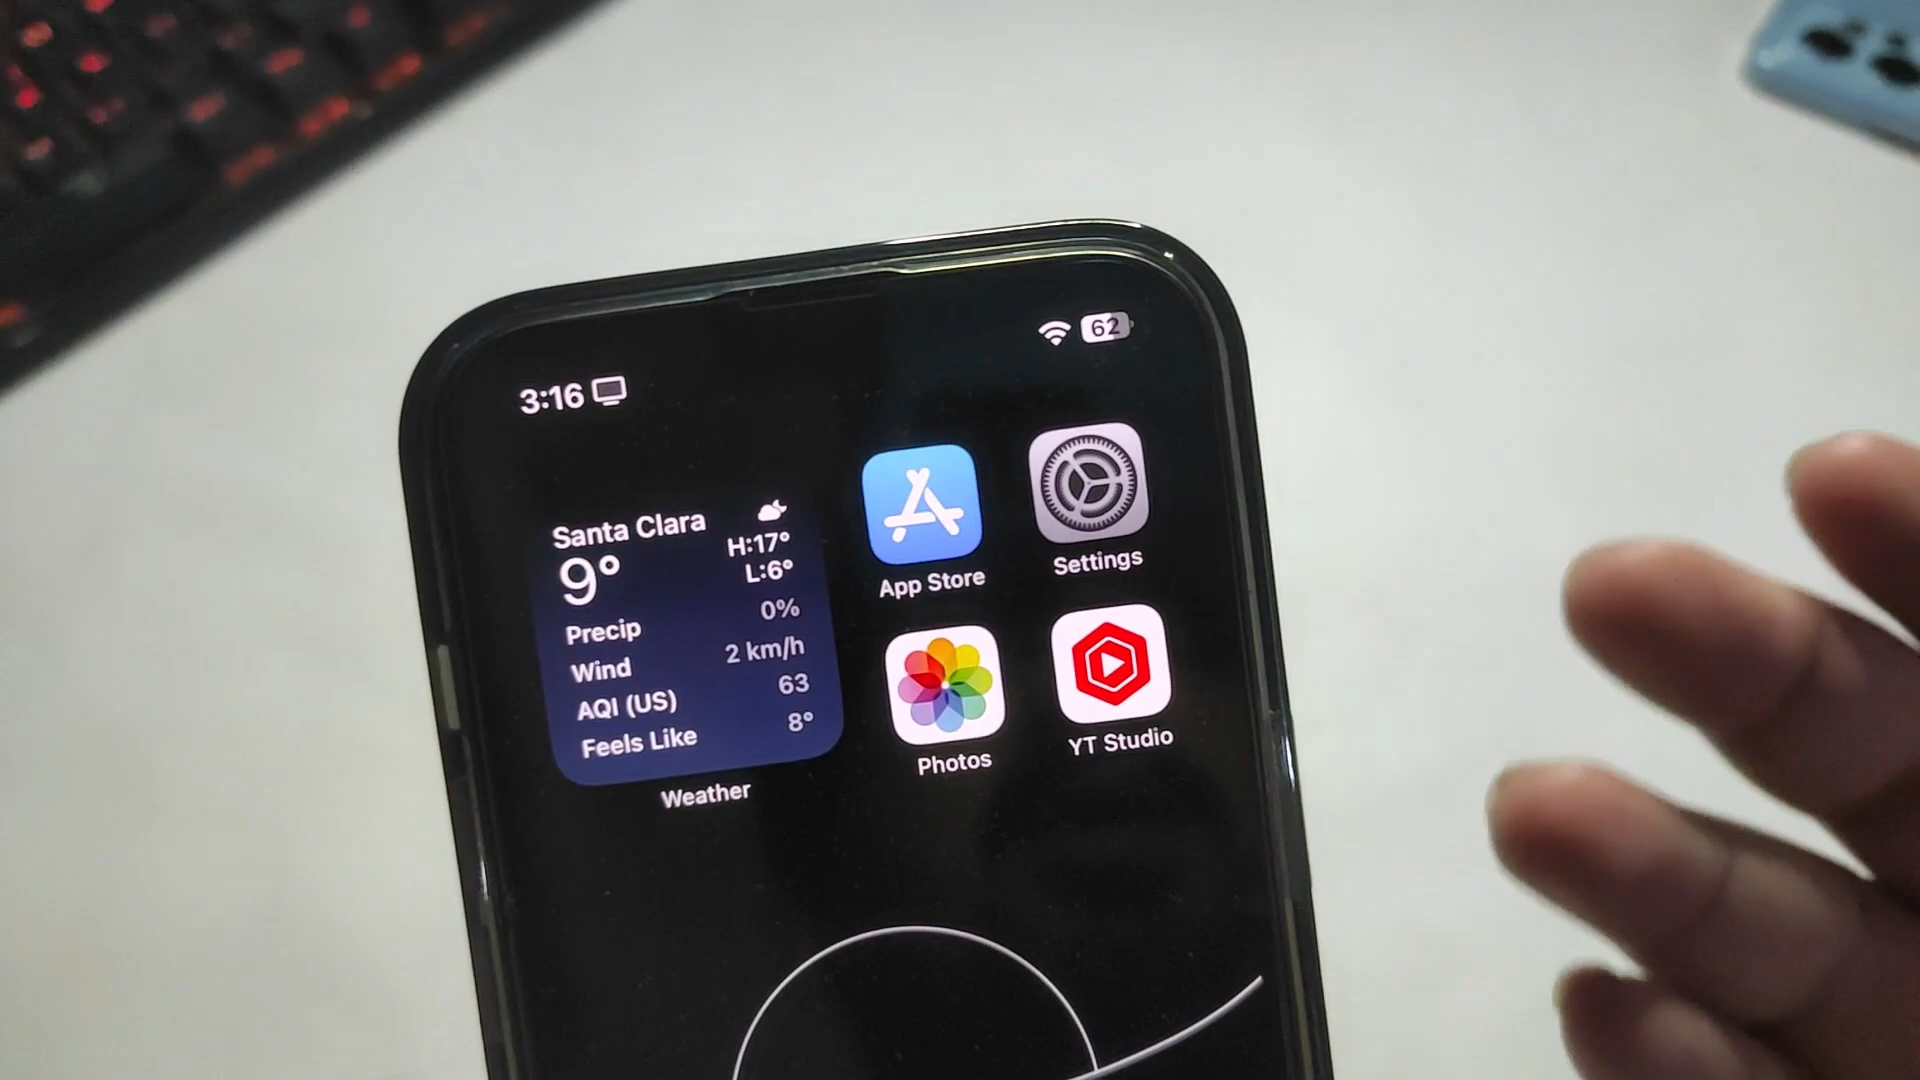 3:16
62
Santa Clara
9°
H:17°
L:6°
Precip 0%
Wind 2 km/h
AQI (US) 63
Feels Like 8°
Weather
App Store
Settings
Photos
YT Studio